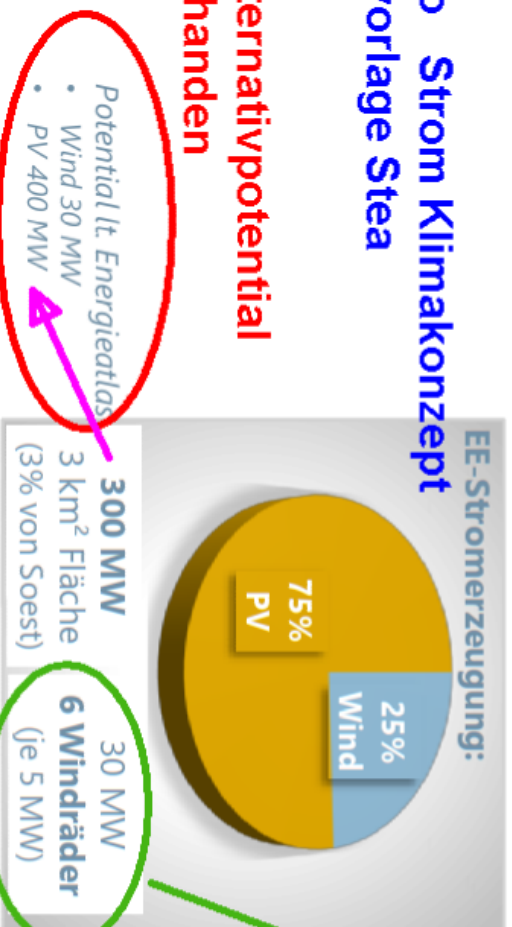 Strom Klimakonzept
vorlage Stea
ternativpotential
handen
Potential lt. Energieatlas
• Wind 30 MW
• PV 400 MW
EE-Stromerzeugung:
25%
Wind
75%
PV
300 MW
3 km² Fläche
(3% von Soest)
30 MW
6 Windräder
(je 5 MW)